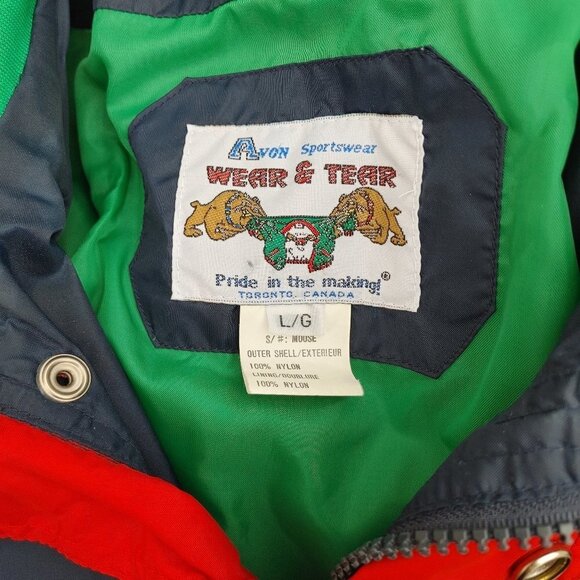 Avon Sportswear
WEAR & TEAR
Pride in the making!®
TORONTO, CANADA
L/G
S/#: MOOSE
OUTER SHELL/EXTERIEUR
100% NYLON
LINING/DOUBLURE
100% NYLON